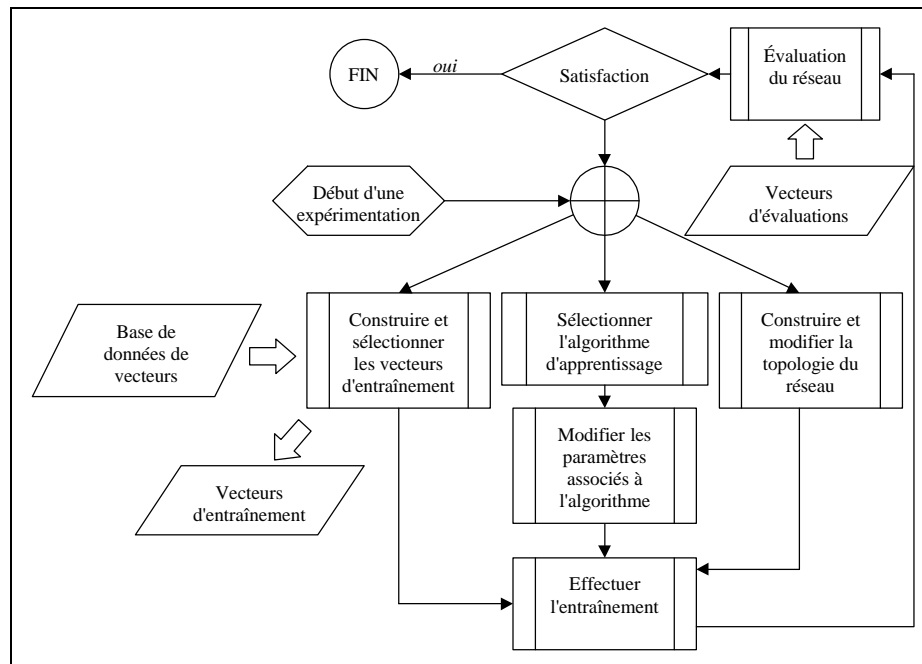 FIN
oui
Satisfaction
Évaluation
du réseau
Début d'une
expérimentation
Vecteurs
d'évaluations
Base de
données de
vecteurs
Construire et
sélectionner
les vecteurs
d'entraînement
Sélectionner
l'algorithme
d'apprentissage
Construire et
modifier la
topologie du
réseau
Vecteurs
d'entraînement
Modifier les
paramètres
associés à
l'algorithme
Effectuer
l'entraînement